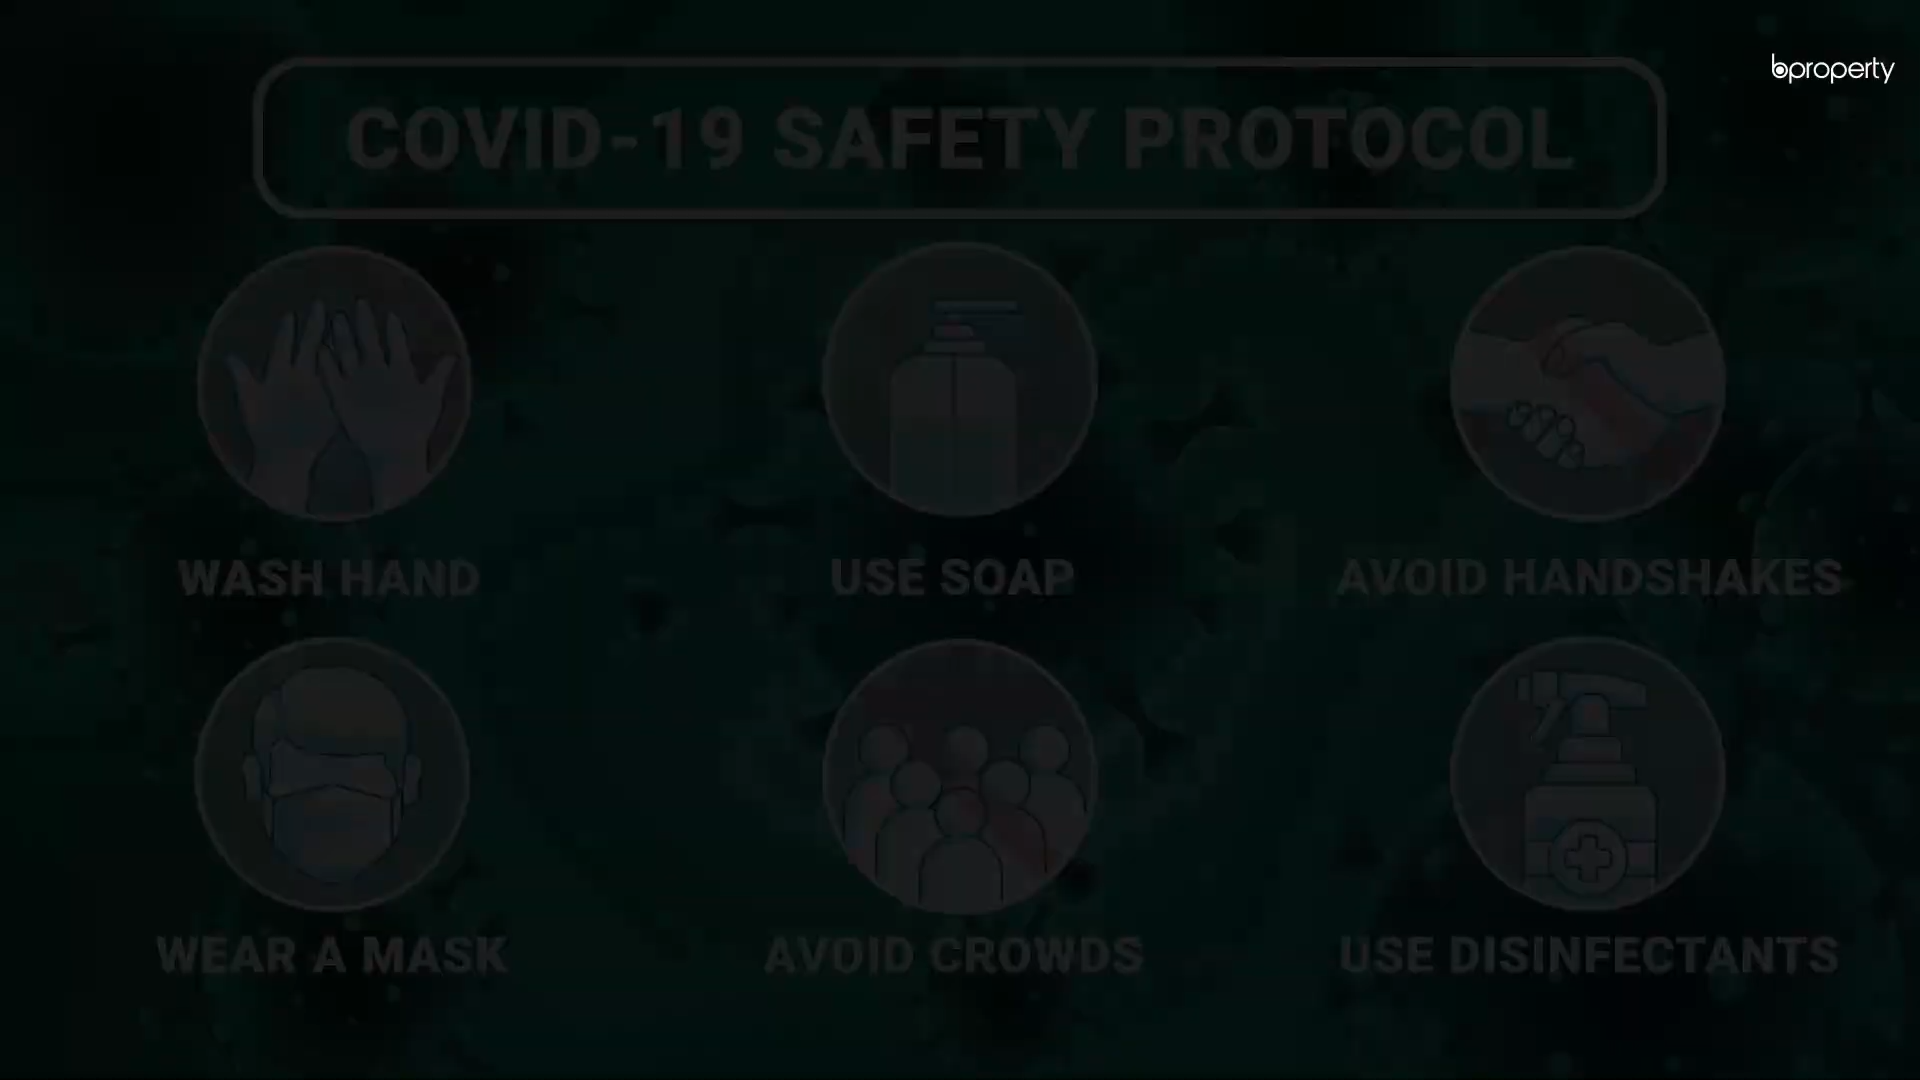 bproperty
COVID-19 SAFETY PROTOCOL
WASH HAND
USE SOAP
AVOID HANDSHAKES
WEAR A MASK
AVOID CROWDS
USE DISINFECTANTS